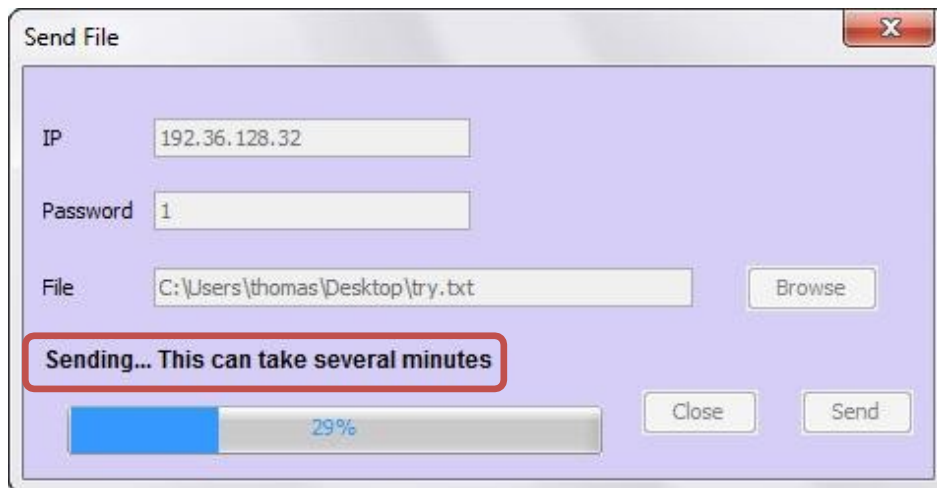 Send File
IP 192.36.128.32
Password 1
File C:\Users\thomas\Desktop\try.txt Browse
Sending... This can take several minutes
29% Close Send